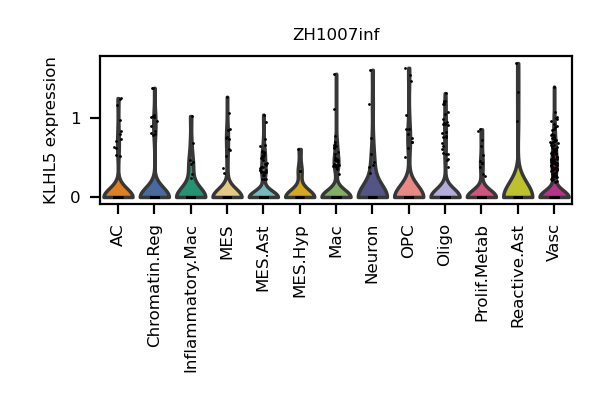 ZH1007inf
KLHL5 expression
1
0
AC
Chromatin.Reg
Inflammatory.Mac
MES
MES.Ast
MES.Hyp
Mac
Neuron
OPC
Oligo
Prolif.Metab
Reactive.Ast
Vasc